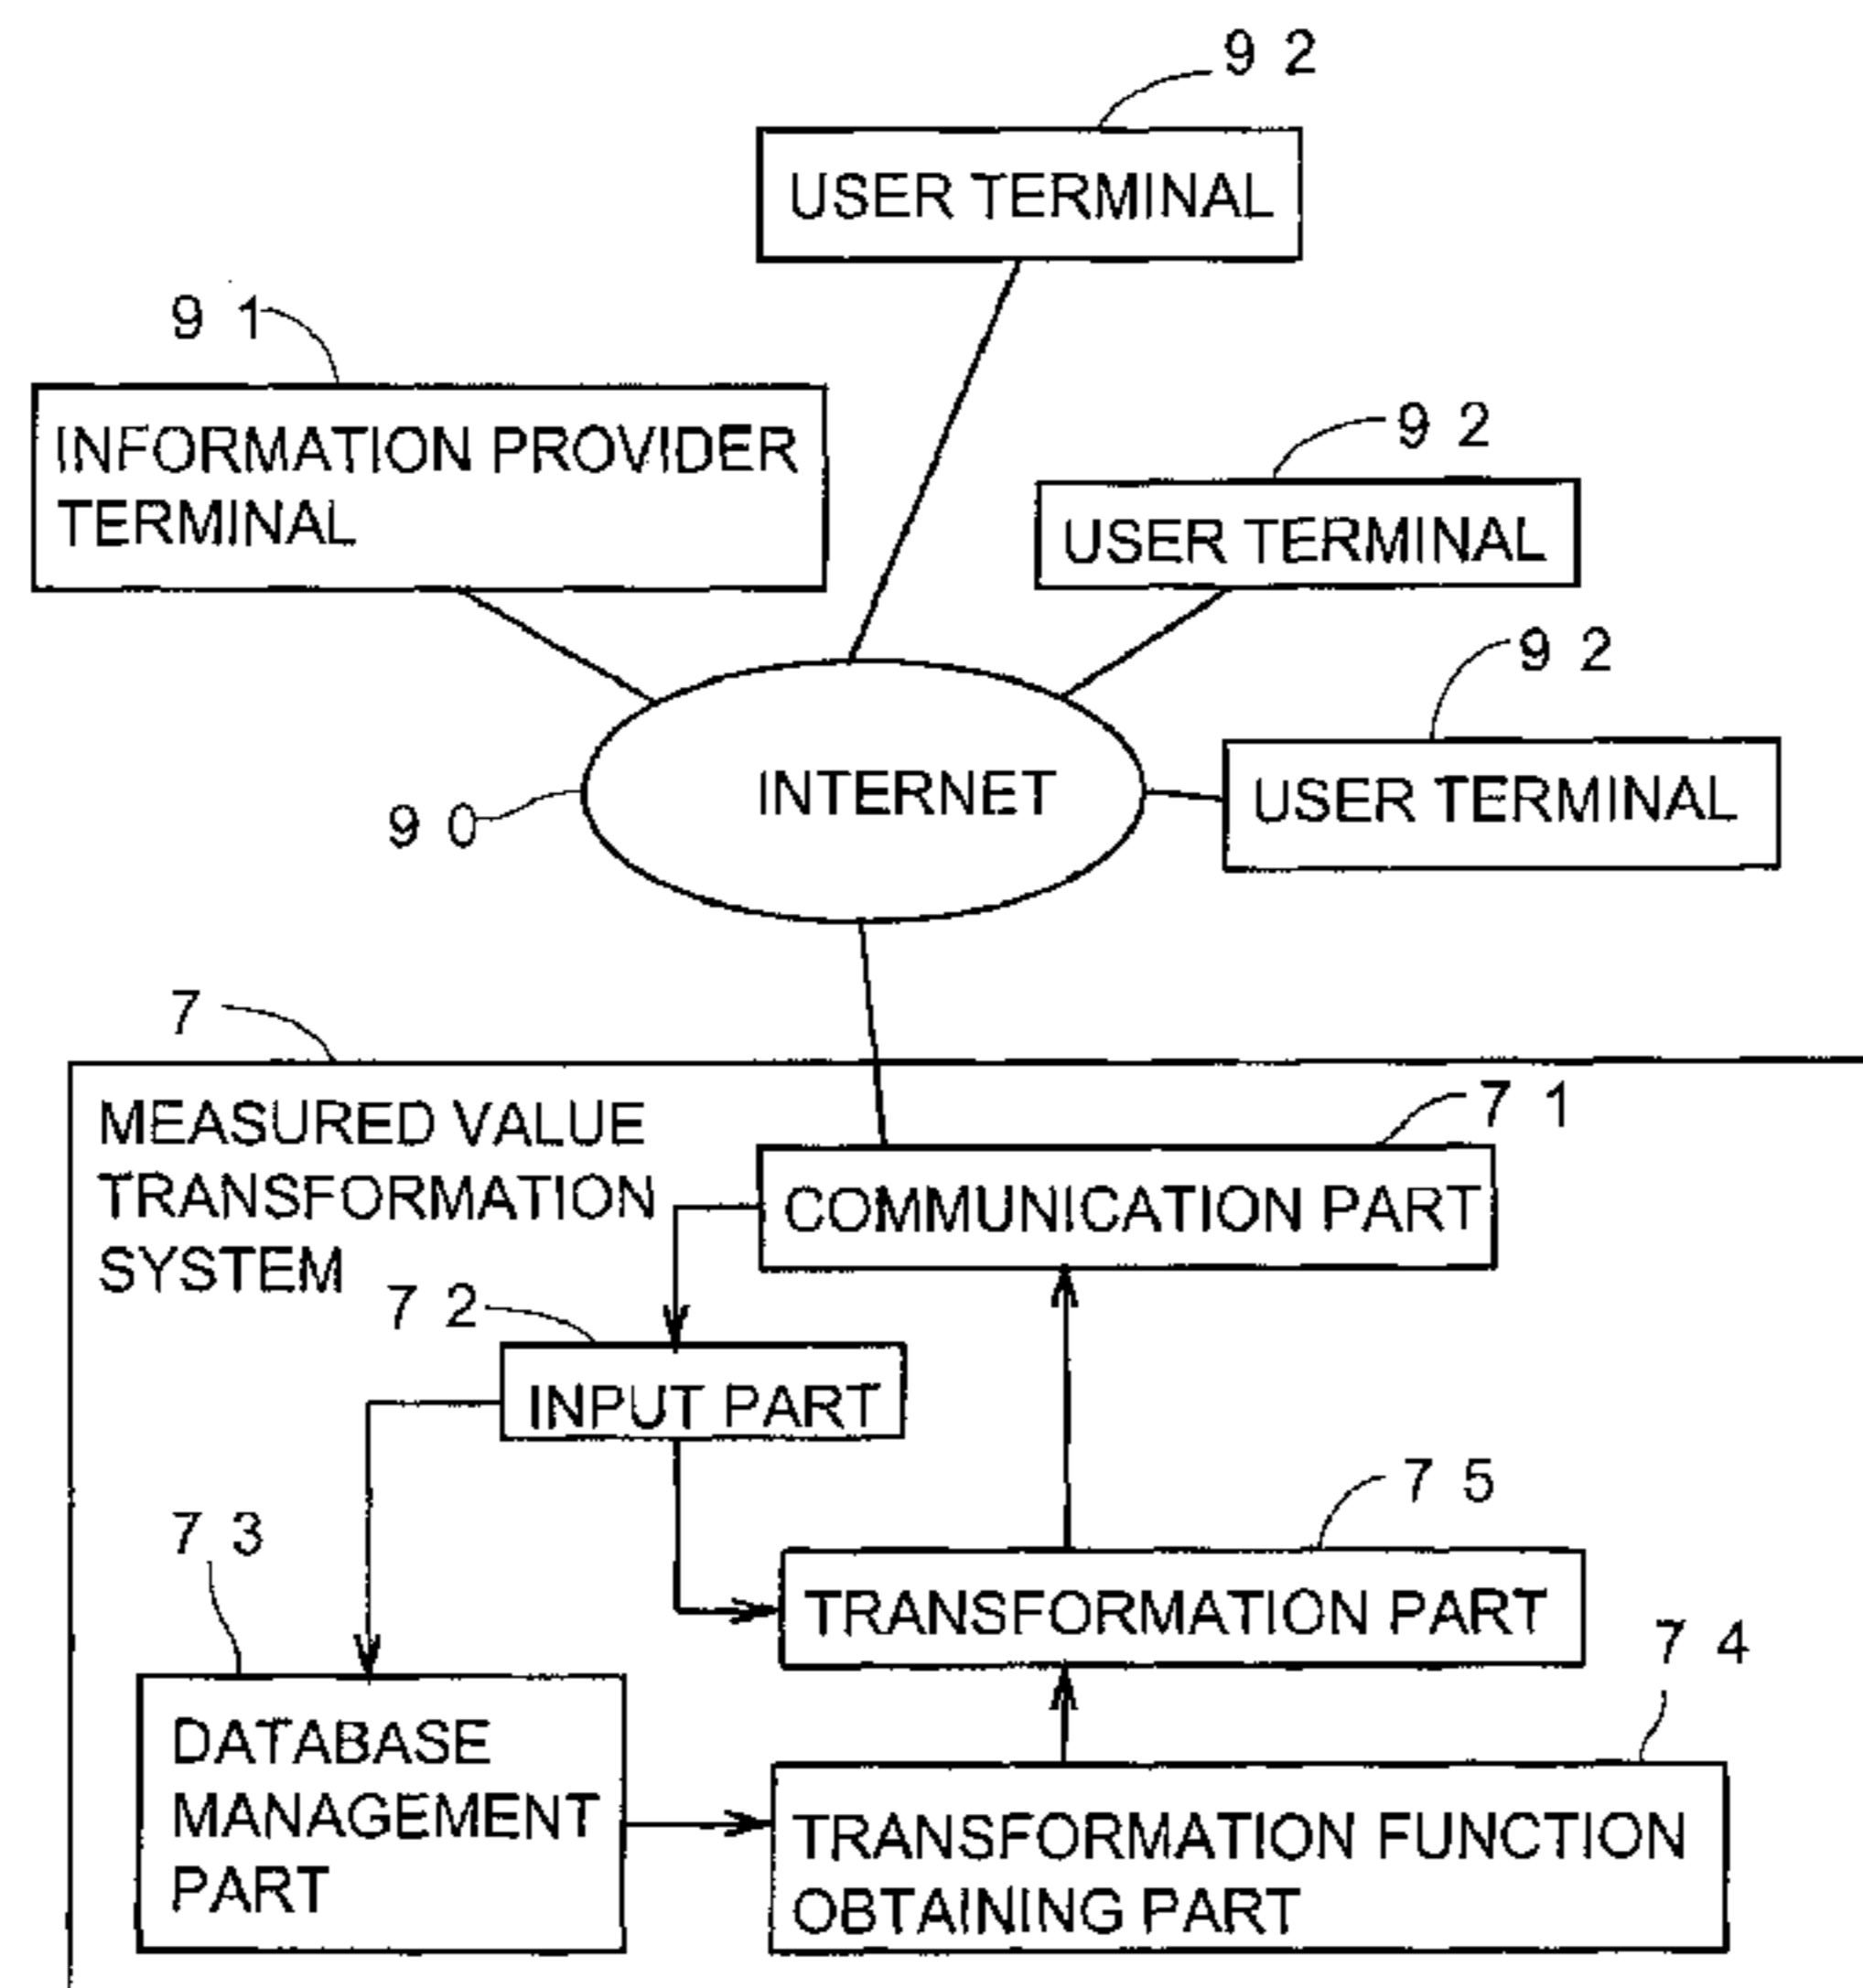 9 2
USER TERMINAL
9 1
INFORMATION PROVIDER
TERMINAL
9 2
USER TERMINAL
9 2
USER TERMINAL
INTERNET
9 0
7
MEASURED VALUE
TRANSFORMATION
SYSTEM
7 1
COMMUNICATION PART
7 2
INPUT PART
7 5
TRANSFORMATION PART
7 3
DATABASE
MANAGEMENT
PART
7 4
TRANSFORMATION FUNCTION
OBTAINING PART